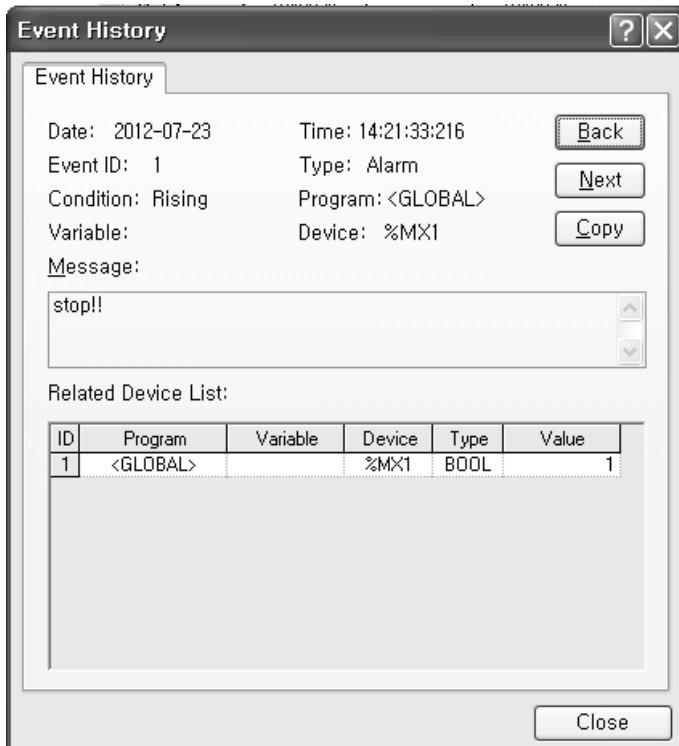 Event History
Event History
Date: 2012-07-23 Time: 14:21:33:216 Back
Event ID: 1 Type: Alarm
Next
Condition: Rising Program: <GLOBAL>
Variable: Device: %MX1 Copy
Message:
stop!!
Related Device List:
ID Program Variable Device Type Value
1 <GLOBAL> %MX1 BOOL 1
Close